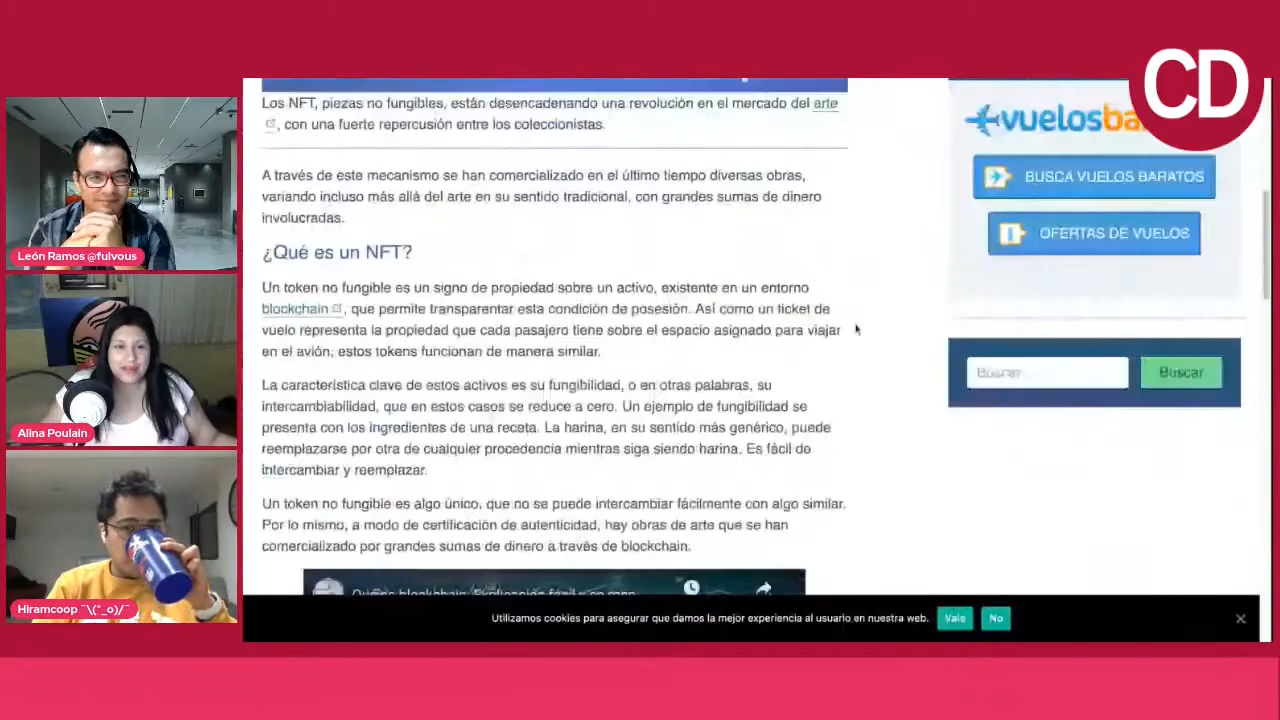 CD
León Ramos @fulvous
Alina Poulain
Hiramcoop ¯\(°_o)/¯
Los NFT, piezas no fungibles, están desencadenando una revolución en el mercado del arte
, con una fuerte repercusión entre los coleccionistas.
A través de este mecanismo se han comercializado en el último tiempo diversas obras,
variando incluso más allá del arte en su sentido tradicional, con grandes sumas de dinero
involucradas.
¿Qué es un NFT?
Un token no fungible es un signo de propiedad sobre un activo, existente en un entorno
blockchain , que permite transparentar esta condición de posesión. Así como un ticket de
vuelo representa la propiedad que cada pasajero tiene sobre el espacio asignado para viajar
en el avión, estos tokens funcionan de manera similar.
La característica clave de estos activos es su fungibilidad, o en otras palabras, su
intercambiabilidad, que en estos casos se reduce a cero. Un ejemplo de fungibilidad se
presenta con los ingredientes de una receta. La harina, en su sentido más genérico, puede
reemplazarse por otra de cualquier procedencia mientras siga siendo harina. Es fácil de
intercambiar y reemplazar.
Un token no fungible es algo único, que no se puede intercambiar fácilmente con algo similar.
Por lo mismo, a modo de certificación de autenticidad, hay obras de arte que se han
comercializado por grandes sumas de dinero a través de blockchain.
vuelosba
BUSCA VUELOS BARATOS
OFERTAS DE VUELOS
Buscar
Buscar
Utilizamos cookies para asegurar que damos la mejor experiencia al usuario en nuestra web.
Vale
No